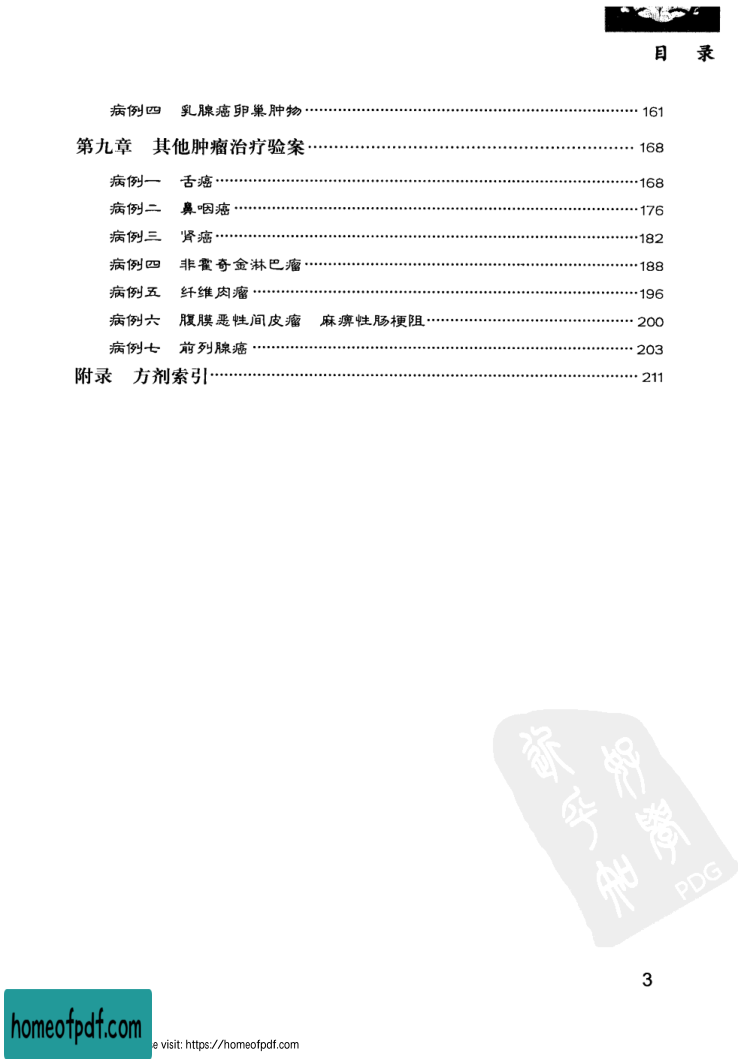 目 录
病例四 乳腺癌卵巢肿物……161
第九章 其他肿瘤治疗验案……168
病例一 舌癌……168
病例二 鼻咽癌……176
病例三 肾癌……182
病例四 非霍奇金淋巴瘤……188
病例五 纤维肉瘤……196
病例六 腹膜恶性间皮瘤 麻痹性肠梗阻……200
病例七 前列腺癌……203
附录 方剂索引……211
PDG
3
homeofpdf.com
e visit: https://homeofpdf.com